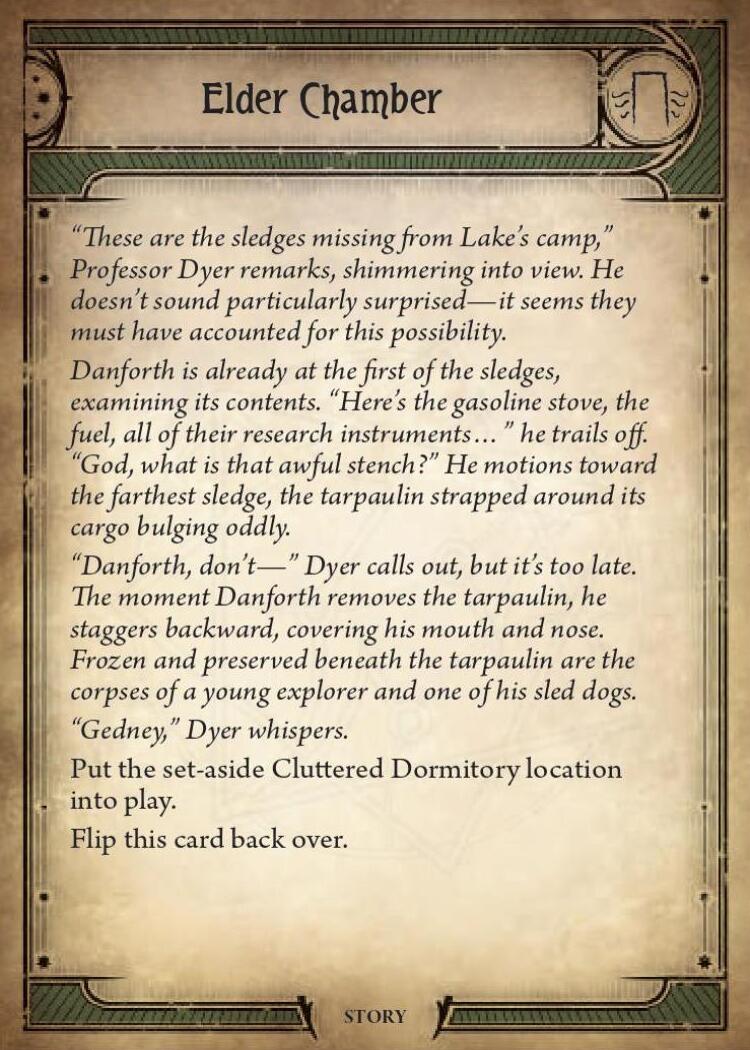 Elder Chamber
“These are the sledges missing from Lake’s camp,”
Professor Dyer remarks, shimmering into view. He
doesn’t sound particularly surprised—it seems they
must have accounted for this possibility.
Danforth is already at the first of the sledges,
examining its contents. “Here’s the gasoline stove, the
fuel, all of their research instruments… ” he trails off.
“God, what is that awful stench?” He motions toward
the farthest sledge, the tarpaulin strapped around its
cargo bulging oddly.
“Danforth, don’t—” Dyer calls out, but it’s too late.
The moment Danforth removes the tarpaulin, he
staggers backward, covering his mouth and nose.
Frozen and preserved beneath the tarpaulin are the
corpses of a young explorer and one of his sled dogs.
“Gedney,” Dyer whispers.
Put the set-aside Cluttered Dormitory location
into play.
Flip this card back over.
STORY